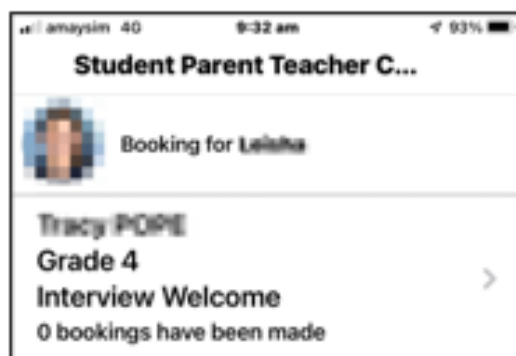 amaysim 4G 9:32 am 93%
Student Parent Teacher C...
Booking for
Grade 4
Interview Welcome
0 bookings have been made